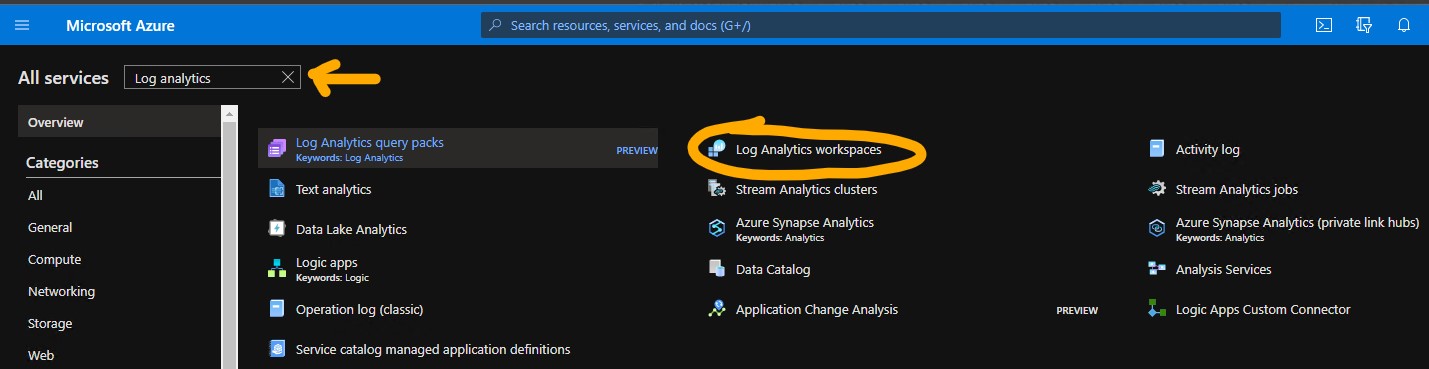 Microsoft Azure
Search resources, services, and docs (G+/)
All services
Log analytics
Overview
Categories
All
General
Compute
Networking
Storage
Web
Log Analytics query packs
Keywords: Log Analytics
PREVIEW
Log Analytics workspaces
Activity log
Text analytics
Stream Analytics clusters
Stream Analytics jobs
Data Lake Analytics
Azure Synapse Analytics
Keywords: Analytics
Azure Synapse Analytics (private link hubs)
Keywords: Analytics
Logic apps
Keywords: Logic
Data Catalog
Analysis Services
Operation log (classic)
Application Change Analysis
PREVIEW
Logic Apps Custom Connector
Service catalog managed application definitions